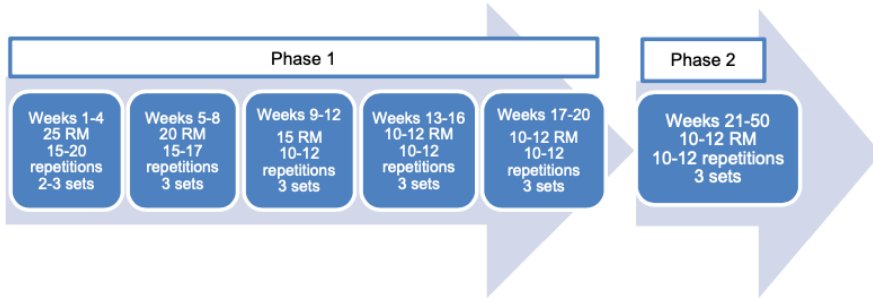 Phase 1
Weeks 1-4
25 RM
15-20
repetitions
2-3 sets
Weeks 5-8
20 RM
15-17
repetitions
3 sets
Weeks 9-12
15 RM
10-12
repetitions
3 sets
Weeks 13-16
10-12 RM
10-12
repetitions
3 sets
Weeks 17-20
10-12 RM
10-12
repetitions
3 sets
Phase 2
Weeks 21-50
10-12 RM
10-12 repetitions
3 sets